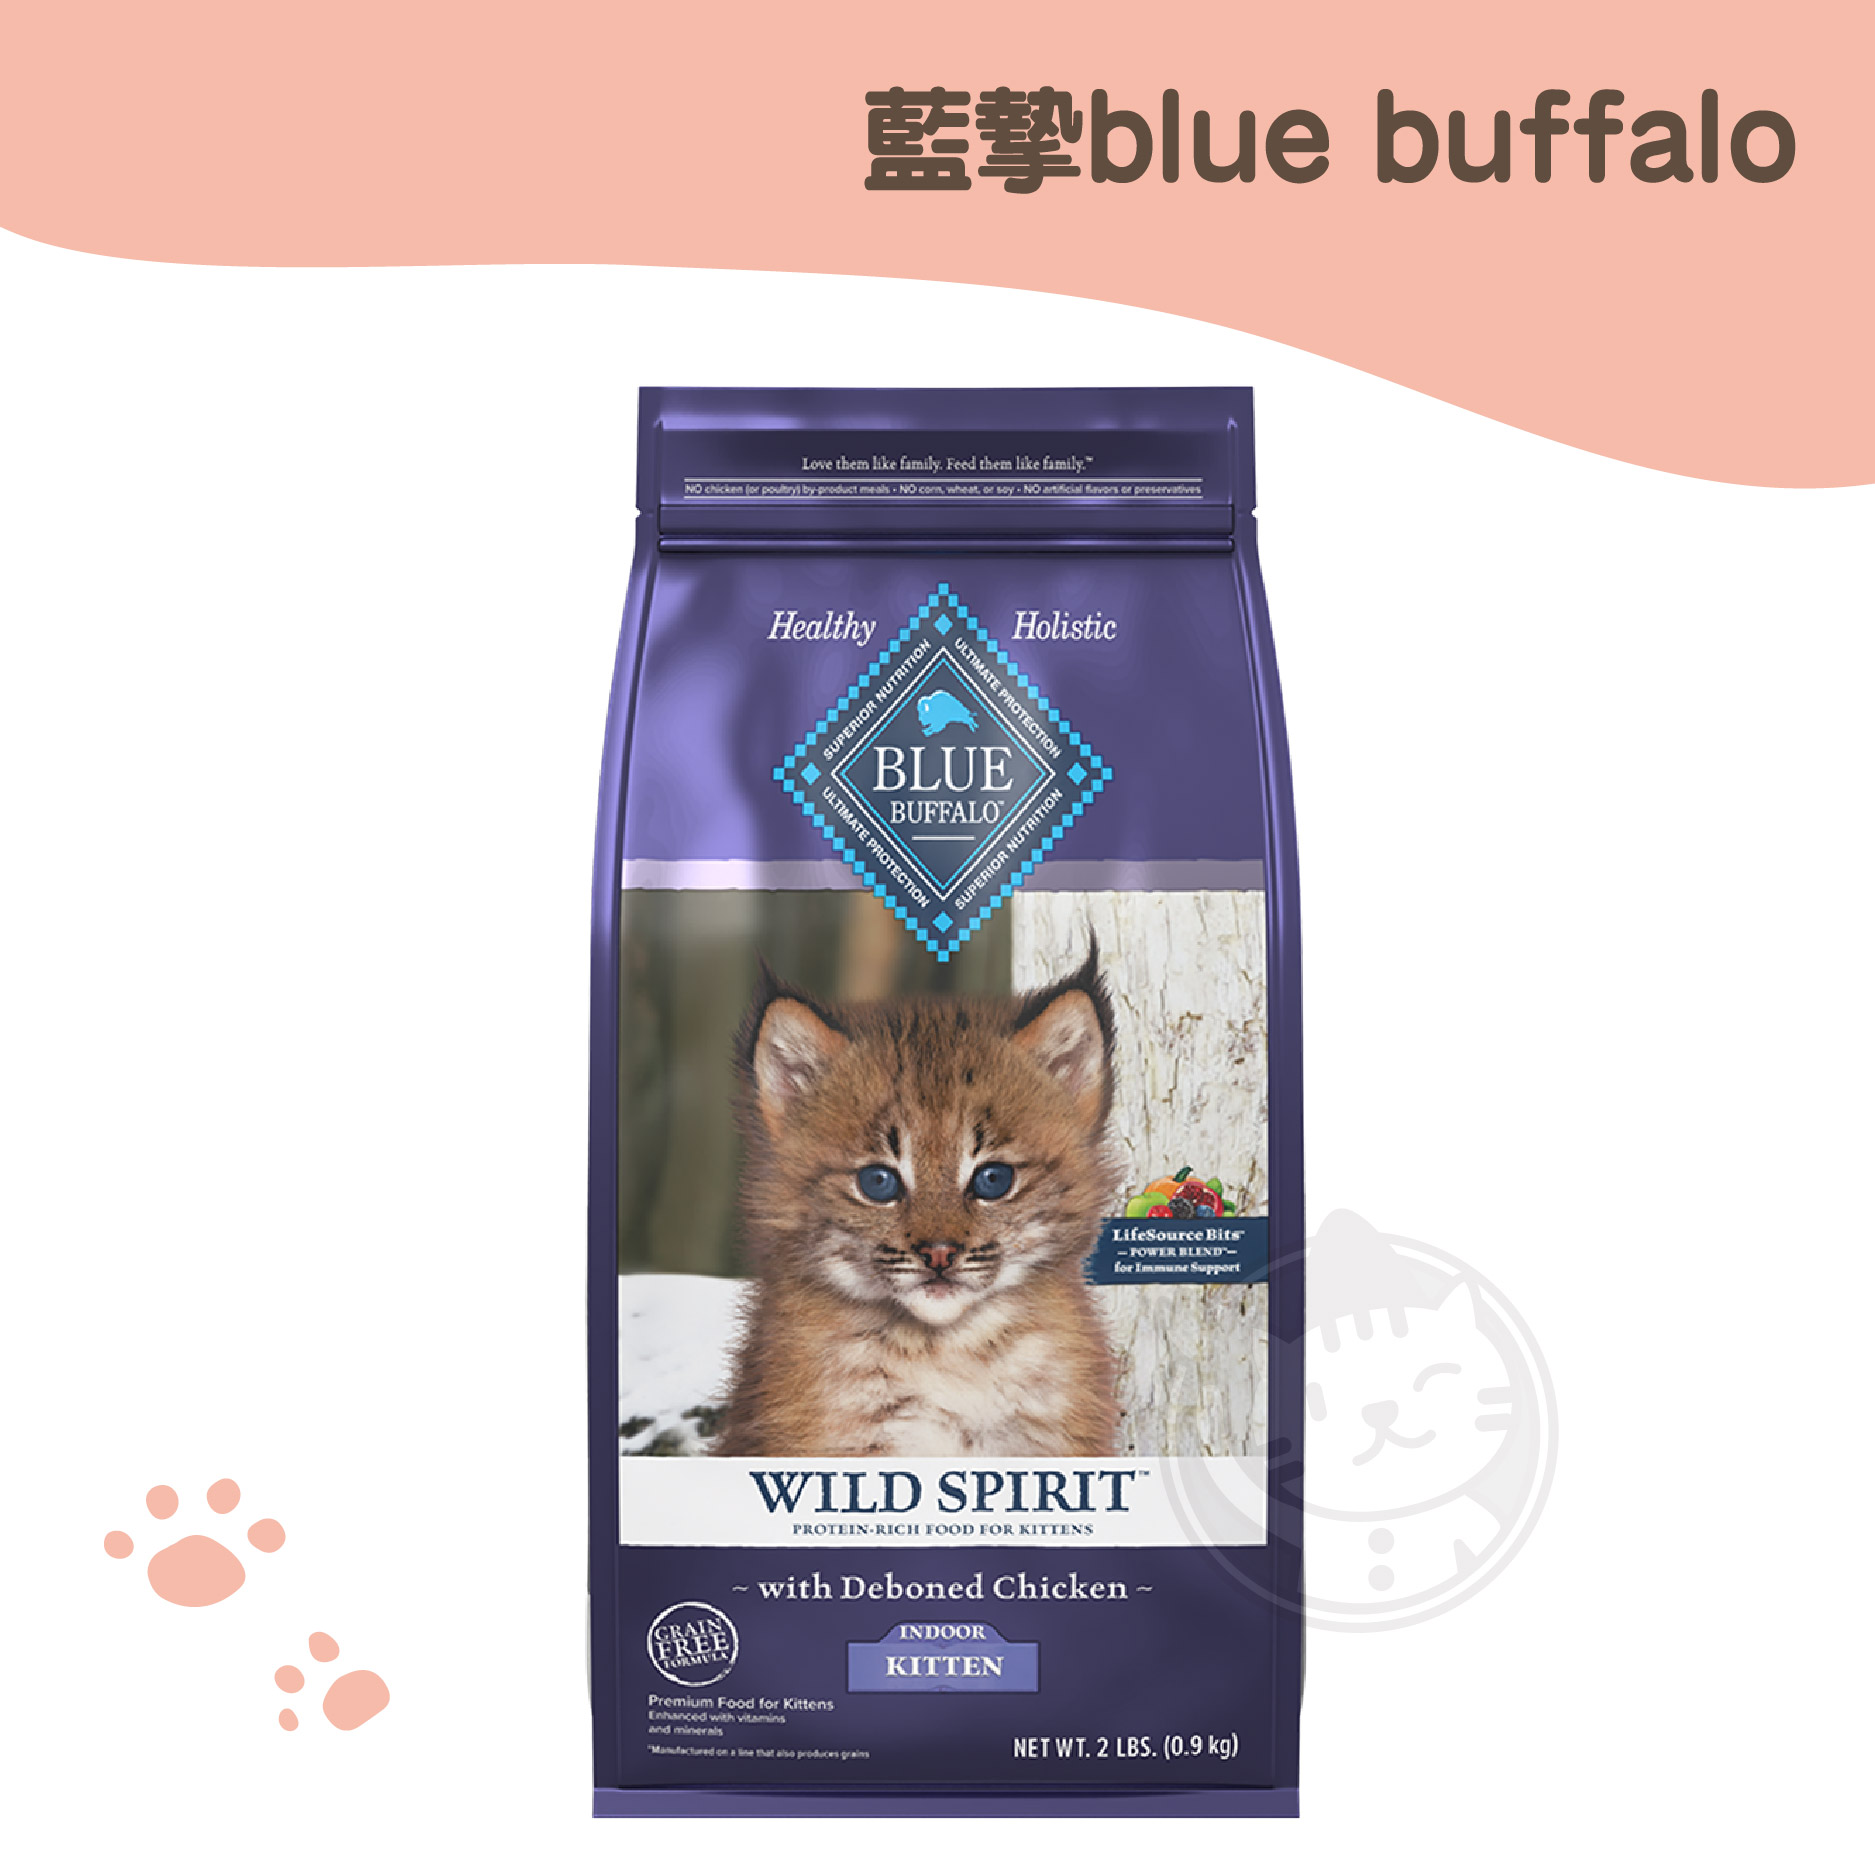 藍摯blue buffalo
Love them like family. Feed them like family.™
NO chicken (or poultry) by-product meals • NO corn, wheat, or soy • NO artificial flavors or preservatives
Healthy Holistic
SUPERIOR NUTRITION
ULTIMATE PROTECTION
BLUE
BUFFALO™
ULTIMATE PROTECTION
SUPERIOR NUTRITION
LifeSource Bits™
– POWER BLEND™ –
for Immune Support
WILD SPIRIT™
PROTEIN-RICH FOOD FOR KITTENS
~ with Deboned Chicken ~
GRAIN
FREE
FORMULA
INDOOR
KITTEN
Premium Food for Kittens
Enhanced with vitamins
and minerals
*Manufactured on a line that also produces grains
NET WT. 2 LBS. (0.9 kg)